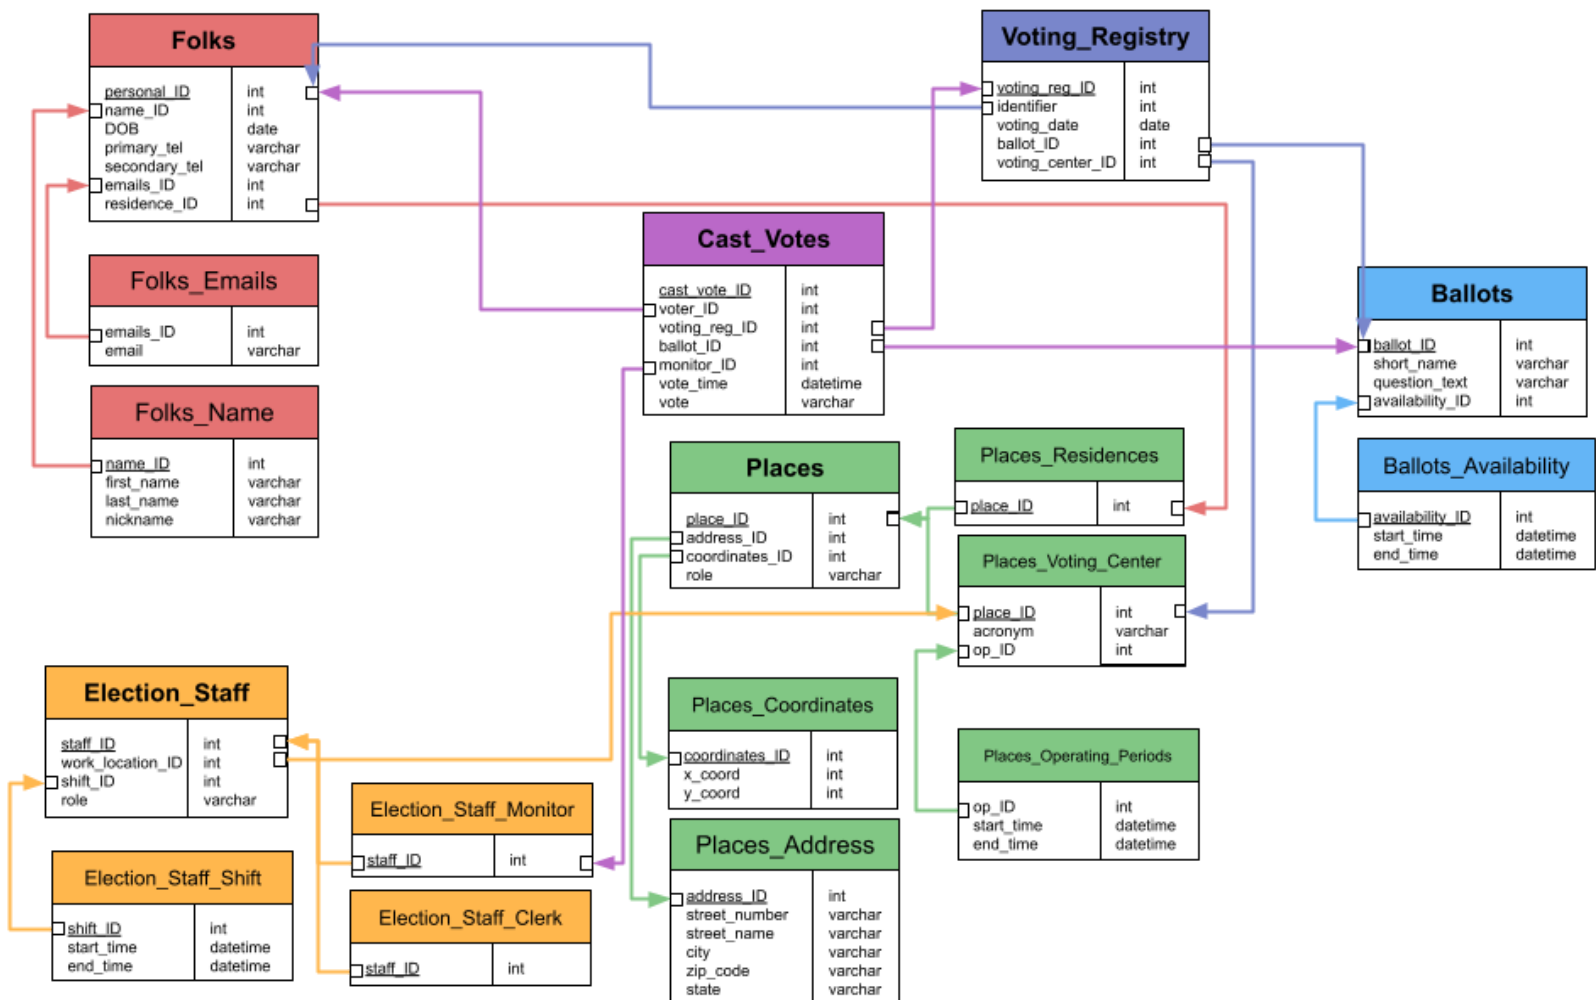 Folks
personal_ID int
name_ID int
DOB date
primary_tel varchar
secondary_tel varchar
emails_ID int
residence_ID int
Folks_Emails
emails_ID int
email varchar
Folks_Name
name_ID int
first_name varchar
last_name varchar
nickname varchar
Voting_Registry
voting_reg_ID int
identifier int
voting_date date
ballot_ID int
voting_center_ID int
Cast_Votes
cast_vote_ID int
voter_ID int
voting_reg_ID int
ballot_ID int
monitor_ID int
vote_time datetime
vote varchar
Ballots
ballot_ID int
short_name varchar
question_text varchar
availability_ID int
Ballots_Availability
availability_ID int
start_time datetime
end_time datetime
Places
place_ID int
address_ID int
coordinates_ID int
role varchar
Places_Residences
place_ID int
Places_Voting_Center
place_ID int
acronym varchar
op_ID int
Places_Coordinates
coordinates_ID int
x_coord int
y_coord int
Places_Operating_Periods
op_ID int
start_time datetime
end_time datetime
Places_Address
address_ID int
street_number varchar
street_name varchar
city varchar
zip_code varchar
state varchar
Election_Staff
staff_ID int
work_location_ID int
shift_ID int
role varchar
Election_Staff_Monitor
staff_ID int
Election_Staff_Shift
shift_ID int
start_time datetime
end_time datetime
Election_Staff_Clerk
staff_ID int